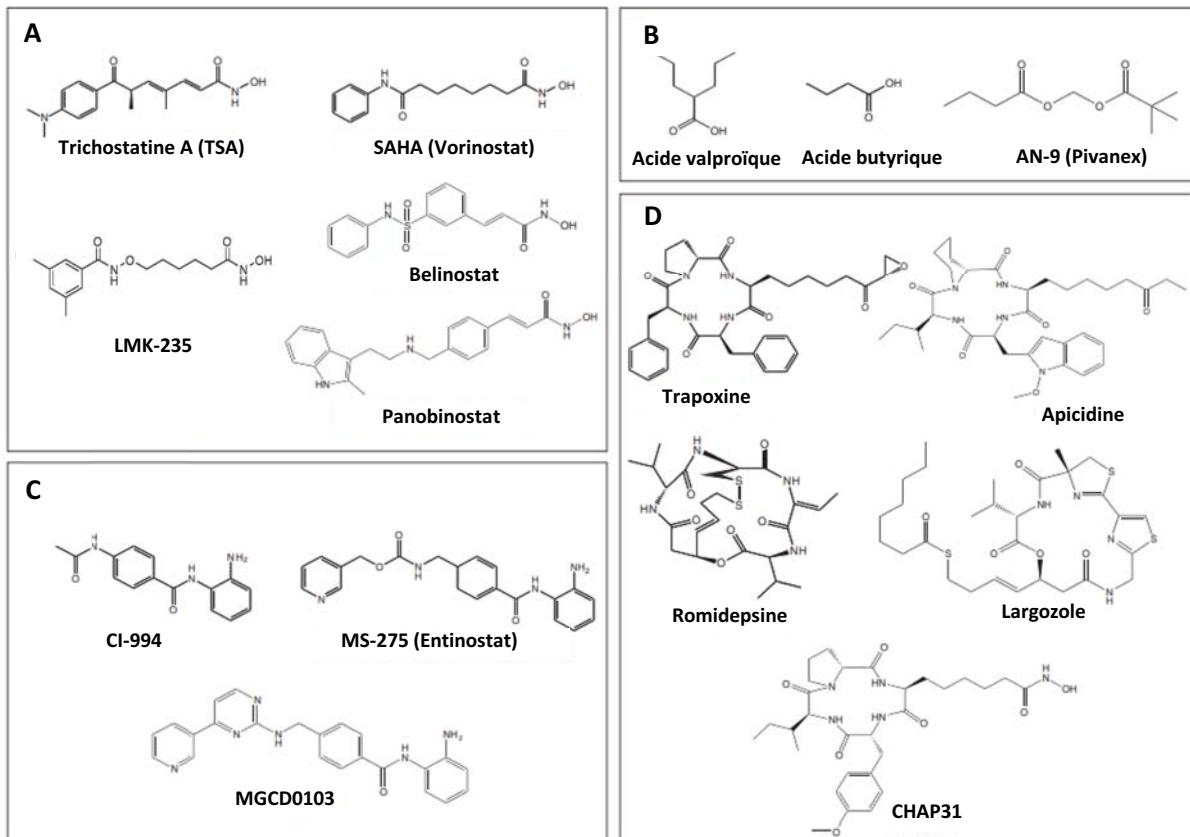 A
Trichostatine A (TSA)
SAHA (Vorinostat)
Belinostat
LMK-235
Panobinostat
B
Acide valproïque
Acide butyrique
AN-9 (Pivanex)
C
CI-994
MS-275 (Entinostat)
MGCD0103
D
Trapoxine
Apicidine
Romidepsine
Largozole
CHAP31